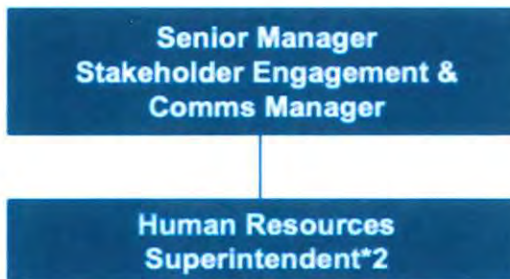 Senior Manager
Stakeholder Engagement &
Comms Manager
Human Resources
Superintendent*2